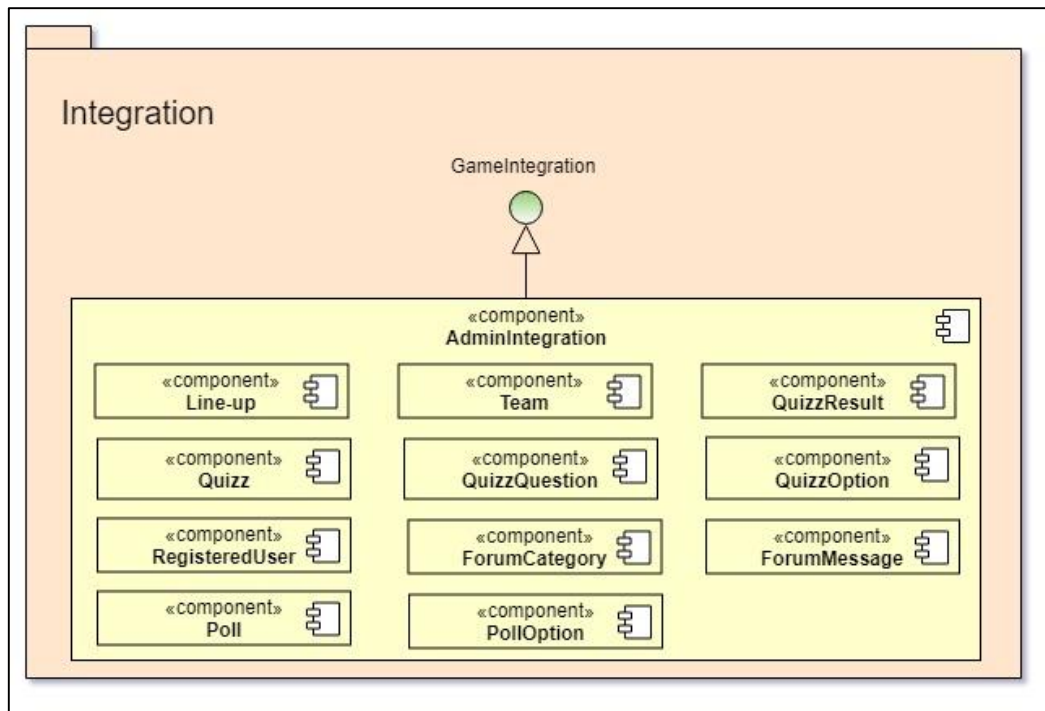 Integration
GameIntegration
«component»
AdminIntegration
«component»
Line-up
«component»
Team
«component»
QuizzResult
«component»
Quizz
«component»
QuizzQuestion
«component»
QuizzOption
«component»
RegisteredUser
«component»
ForumCategory
«component»
ForumMessage
«component»
Poll
«component»
PollOption